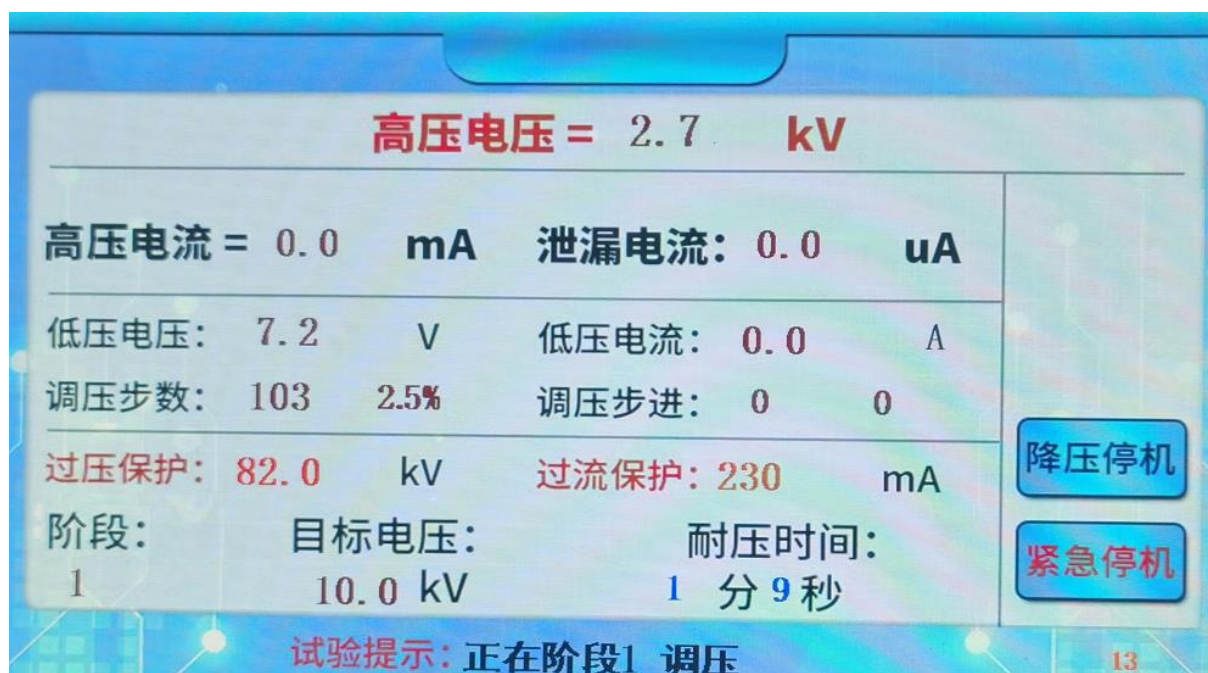 高压电压 = 2.7 kV
高压电流 = 0.0 mA 泄漏电流： 0.0 uA
低压电压： 7.2 V 低压电流： 0.0 A
调压步数： 103 2.5% 调压步进： 0 0
过压保护： 82.0 kV 过流保护： 230 mA
降压停机
阶段： 目标电压： 耐压时间：
1 10.0 kV 1 分 9 秒
紧急停机
试验提示： 正在阶段1 调压
13